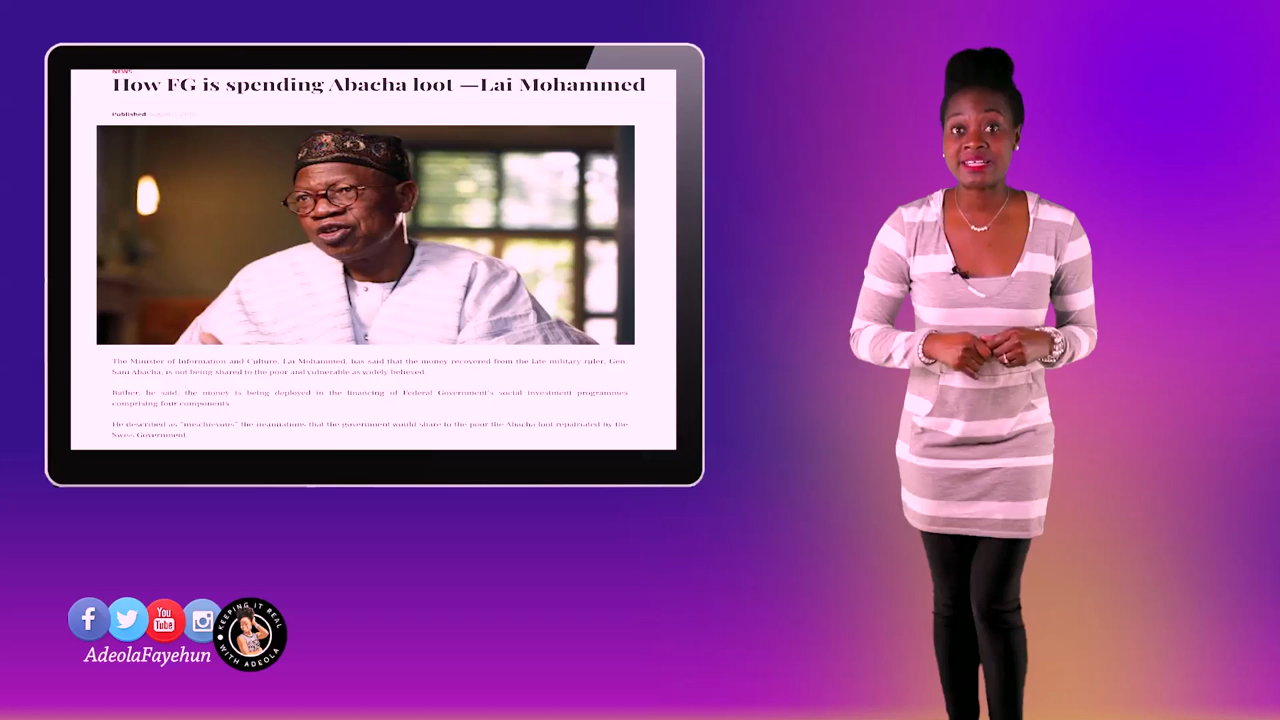 NEWS
How FG is spending Abacha loot —Lai Mohammed
Published
The Minister of Information and Culture, Lai Mohammed, has said that the money recovered from the late military ruler, Gen.
Sani Abacha, is not being shared to the poor and vulnerable as widely believed.
Rather, he said, the money is being deployed in the financing of Federal Government's social investment programmes
comprising four components.
He described as "mischievous" the insinuations that the government would share to the poor the Abacha loot repatriated by the
Swiss Government.
f
You
Tube
KEEPING IT REAL
WITH ADEOLA
AdeolaFayehun